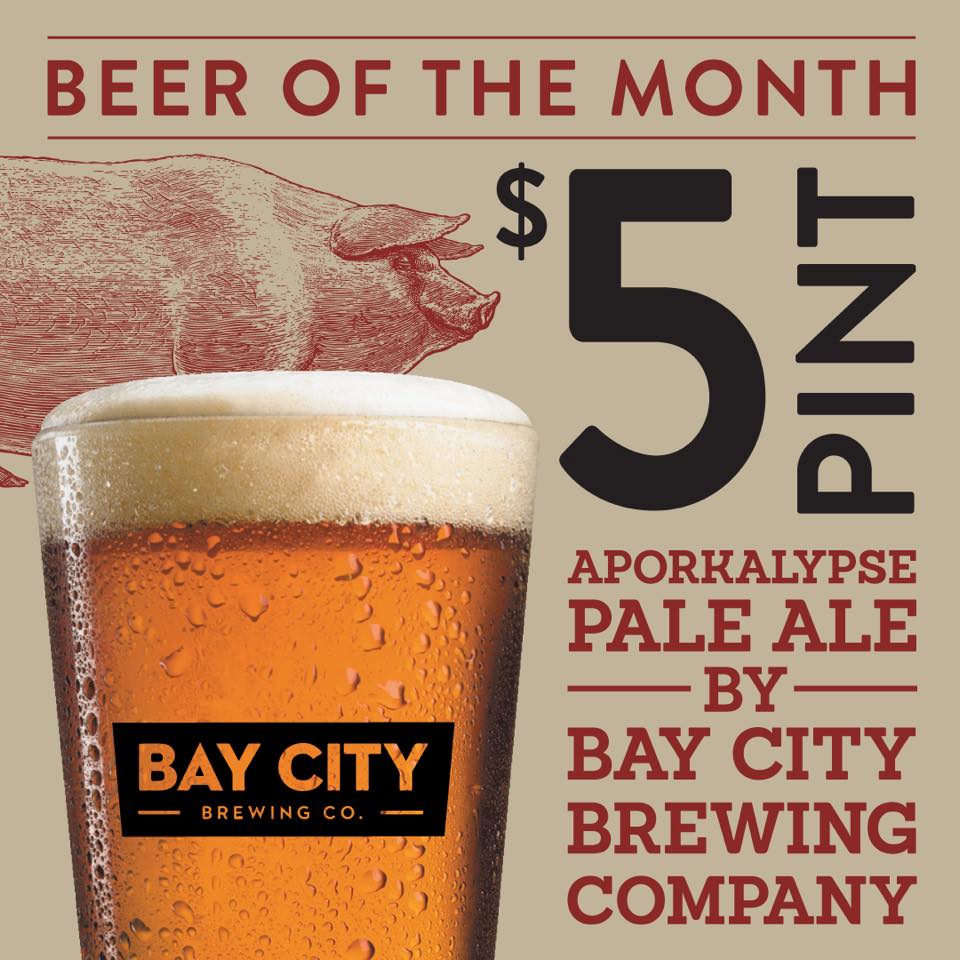 BEER OF THE MONTH
$5 PINT
APORKALYPSE
PALE ALE
BY
BAY CITY
BREWING
COMPANY
BAY CITY
BREWING CO.